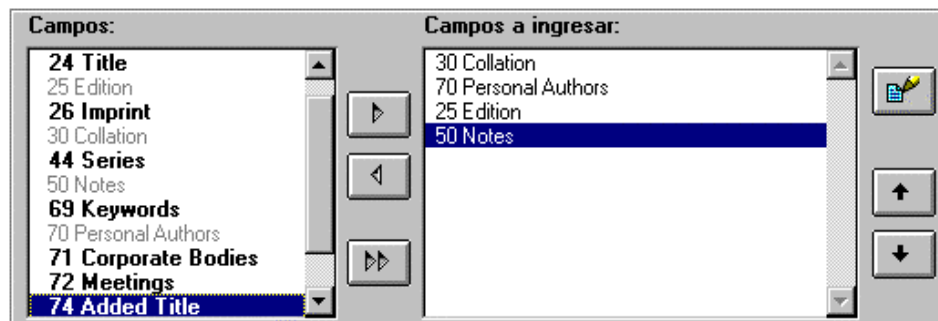 Campos:
24 Title
25 Edition
26 Imprint
30 Collation
44 Series
50 Notes
69 Keywords
70 Personal Authors
71 Corporate Bodies
72 Meetings
74 Added Title
Campos a ingresar:
30 Collation
70 Personal Authors
25 Edition
50 Notes